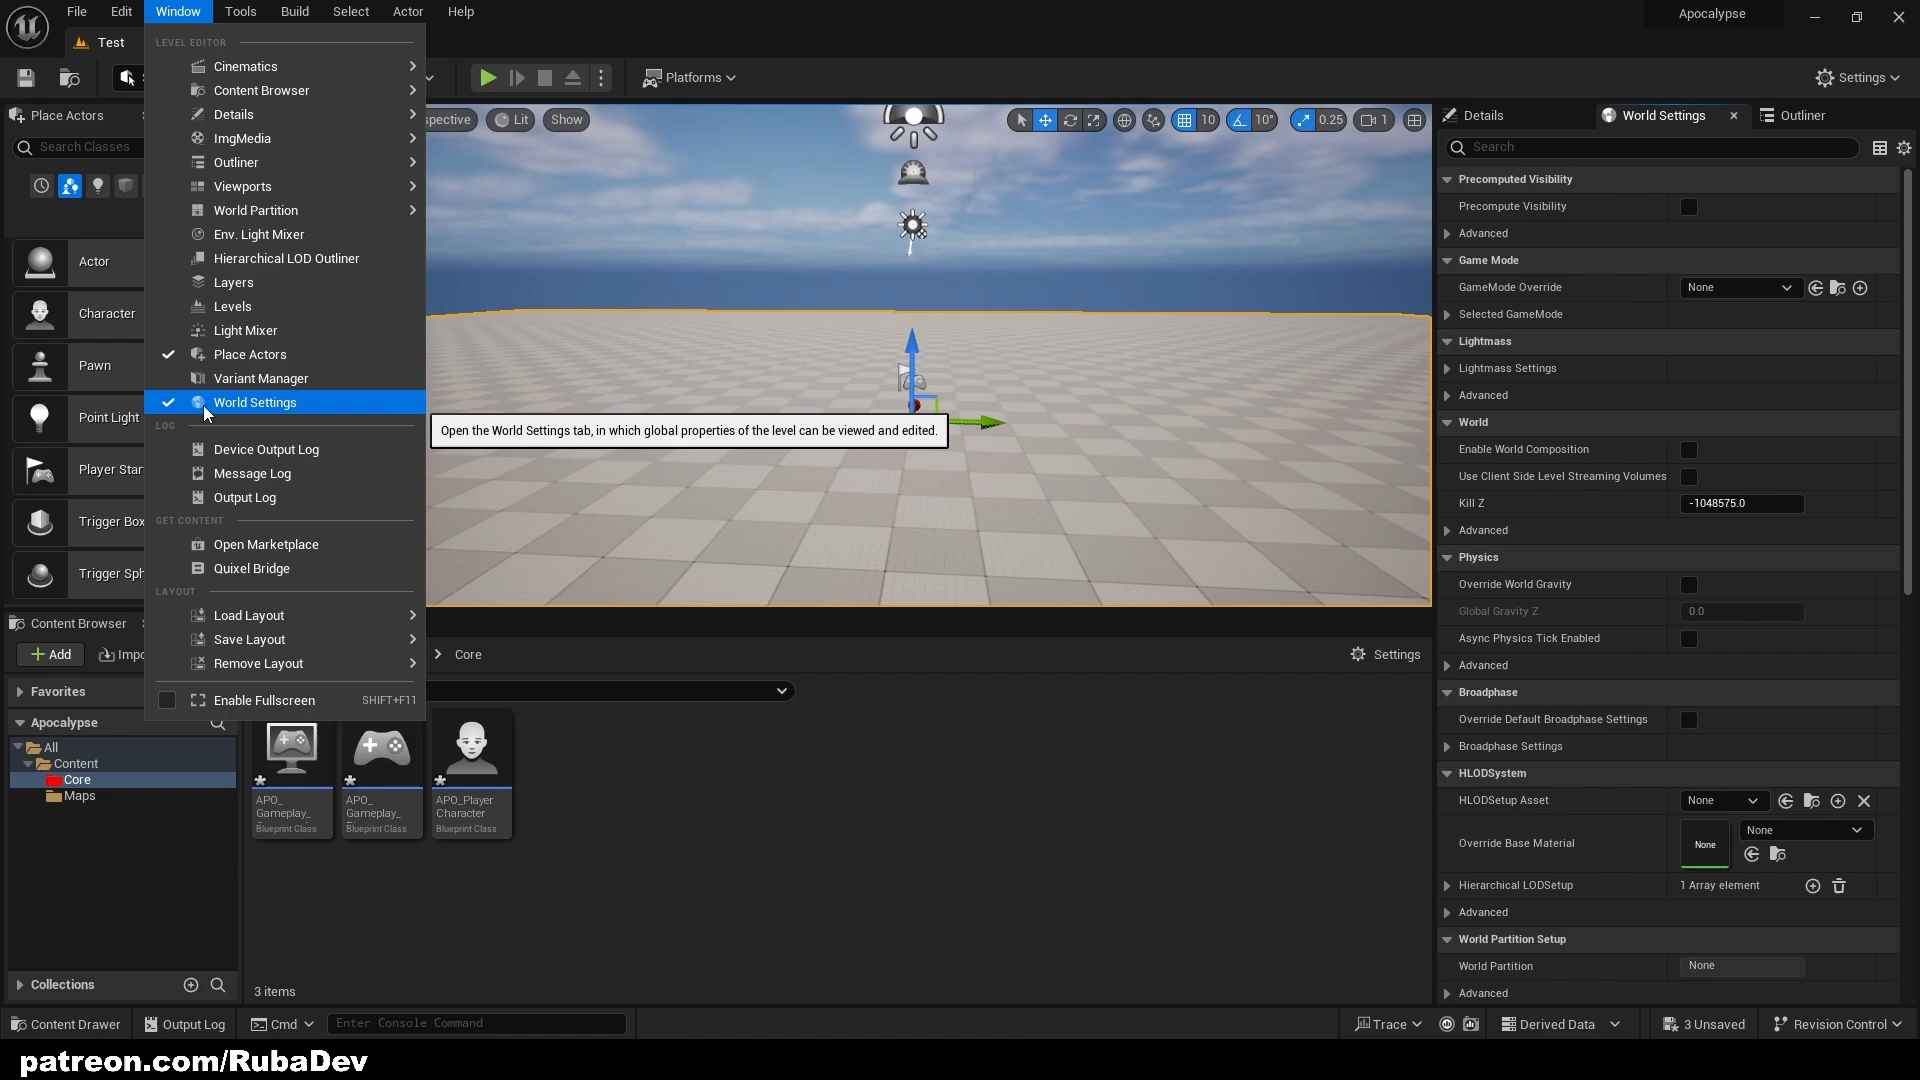 File Edit Window Tools Build Select Actor Help
Apocalypse
Test
Platforms
Settings
Place Actors
Search Classes
Actor
Character
Pawn
Point Light
Player Star
Trigger Box
Trigger Sph
LEVEL EDITOR
Cinematics
Content Browser
Details
ImgMedia
Outliner
Viewports
World Partition
Env. Light Mixer
Hierarchical LOD Outliner
Layers
Levels
Light Mixer
Place Actors
Variant Manager
World Settings
LOG
Device Output Log
Message Log
Output Log
GET CONTENT
Open Marketplace
Quixel Bridge
LAYOUT
Load Layout
Save Layout
Remove Layout
Enable Fullscreen SHIFT+F11
Open the World Settings tab, in which global properties of the level can be viewed and edited.
spective Lit Show
10 10° 0.25 1
Details World Settings Outliner
Search
Precomputed Visibility
Precompute Visibility
Advanced
Game Mode
GameMode Override None
Selected GameMode
Lightmass
Lightmass Settings
Advanced
World
Enable World Composition
Use Client Side Level Streaming Volumes
Kill Z -1048575.0
Advanced
Physics
Override World Gravity
Global Gravity Z 0.0
Async Physics Tick Enabled
Advanced
Broadphase
Override Default Broadphase Settings
Broadphase Settings
HLODSystem
HLODSetup Asset None
Override Base Material None None
Hierarchical LODSetup 1 Array element
Advanced
World Partition Setup
World Partition None
Advanced
Content Browser
Add Impo
Core
Settings
Favorites
Apocalypse
All
Content
Core
Maps
Collections
APO_
Gameplay_
Blueprint Class
APO_
Gameplay_
Blueprint Class
APO_Player
Character
Blueprint Class
3 items
Content Drawer Output Log Cmd Enter Console Command Trace Derived Data 3 Unsaved Revision Control
patreon.com/RubaDev